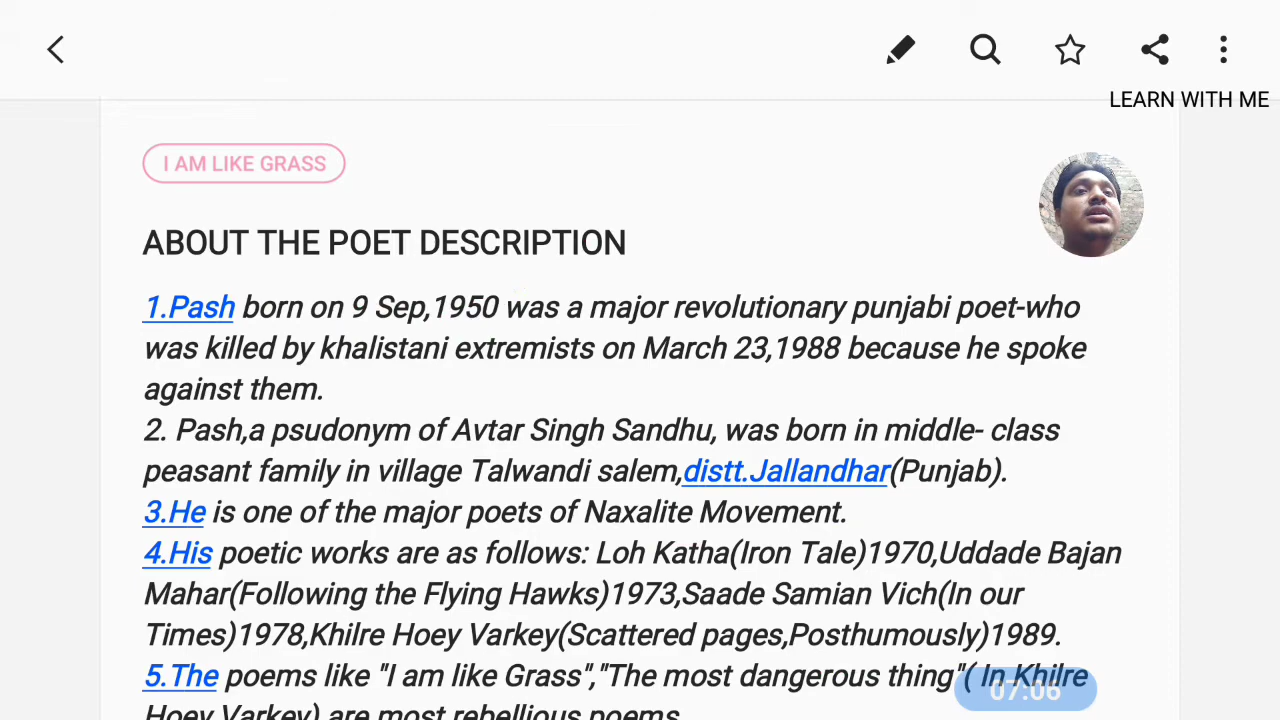 LEARN WITH ME
I AM LIKE GRASS
ABOUT THE POET DESCRIPTION
1.Pash born on 9 Sep,1950 was a major revolutionary punjabi poet-who
was killed by khalistani extremists on March 23,1988 because he spoke
against them.
2. Pash,a psudonym of Avtar Singh Sandhu, was born in middle- class
peasant family in village Talwandi salem,distt.Jallandhar(Punjab).
3.He is one of the major poets of Naxalite Movement.
4.His poetic works are as follows: Loh Katha(Iron Tale)1970,Uddade Bajan
Mahar(Following the Flying Hawks)1973,Saade Samian Vich(In our
Times)1978,Khilre Hoey Varkey(Scattered pages,Posthumously)1989.
5.The poems like "I am like Grass","The most dangerous thing"( In Khilre
07:06
Hoey Varkey) are most rebellious poems.